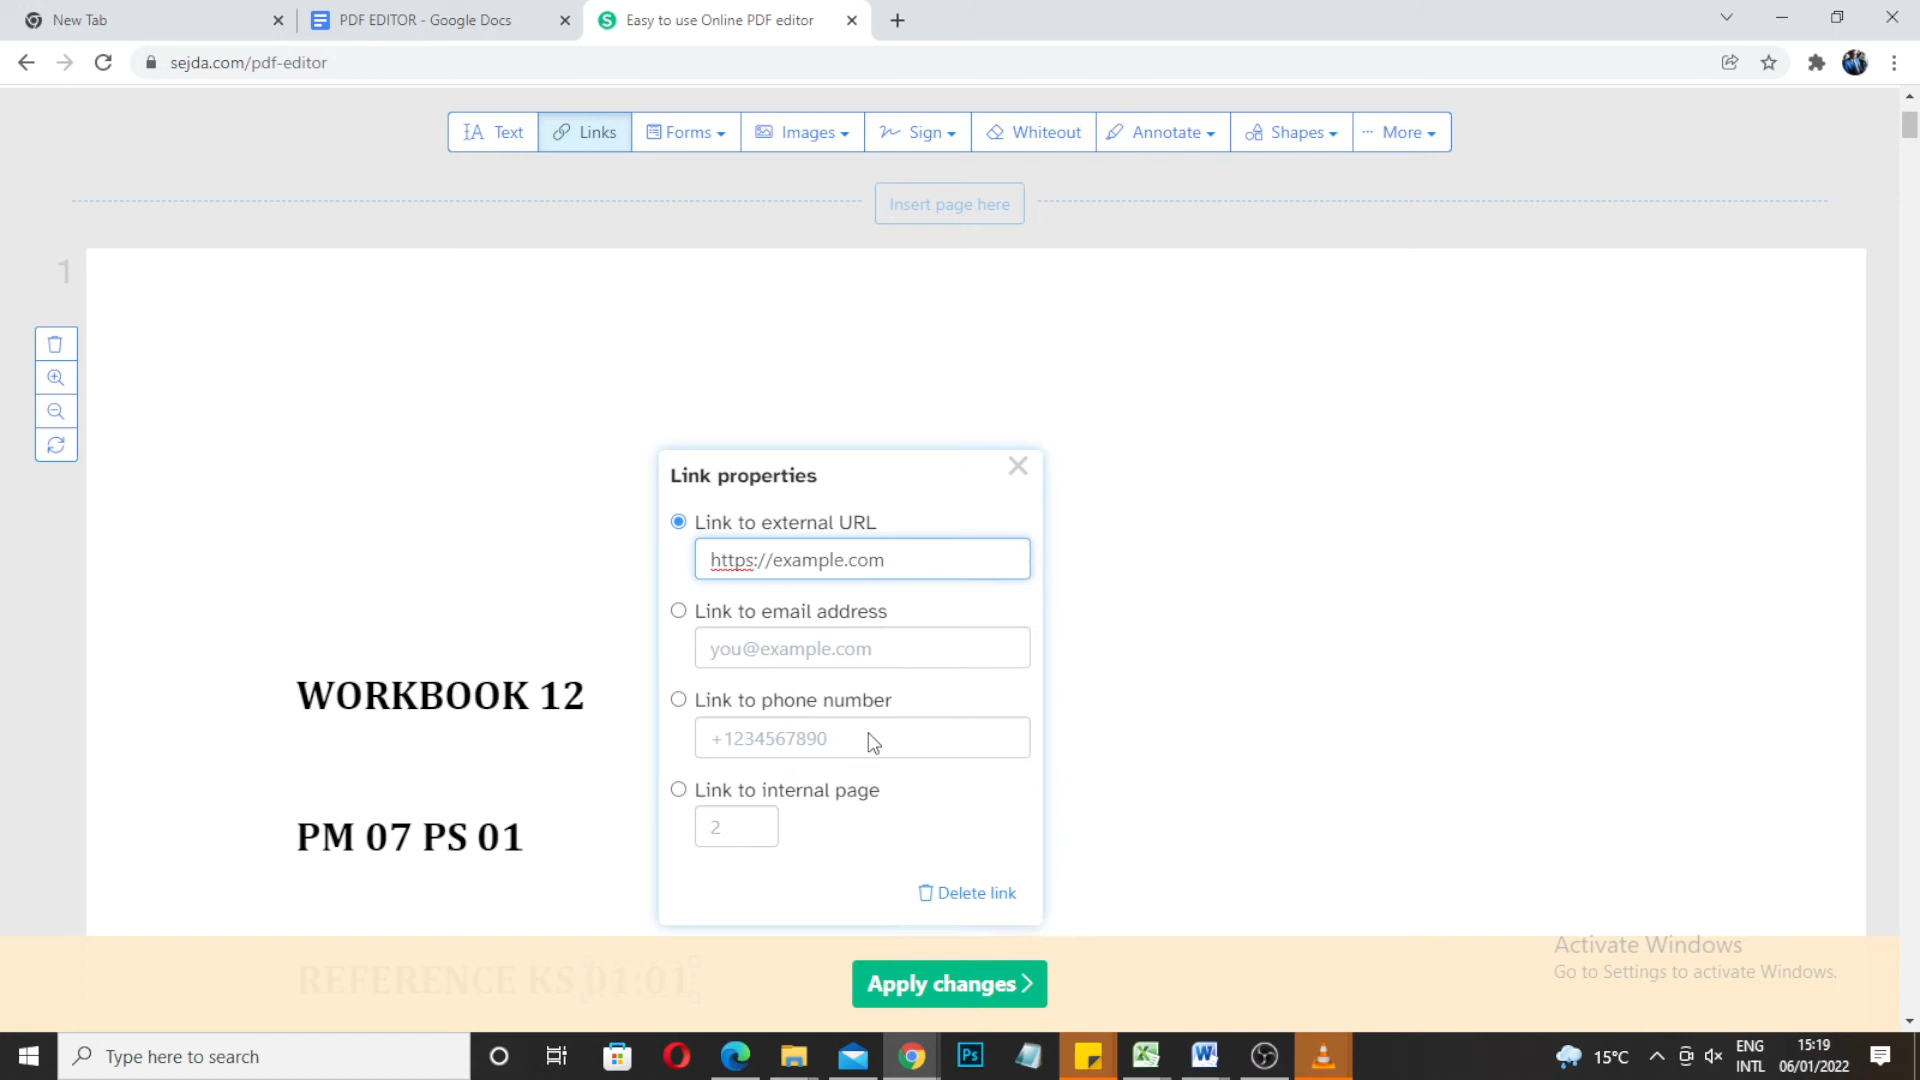 New Tab
PDF EDITOR - Google Docs
Easy to use Online PDF editor
sejda.com/pdf-editor
Text
Links
Forms
Images
Sign
Whiteout
Annotate
Shapes
More
Insert page here
1
Link properties
Link to external URL
https://example.com
Link to email address
you@example.com
Link to phone number
+1234567890
Link to internal page
2
Delete link
WORKBOOK 12
PM 07 PS 01
REFERENCE KS 01:01
Apply changes
Activate Windows
Go to Settings to activate Windows.
Type here to search
Ps
15°C
ENG
INTL
15:19
06/01/2022